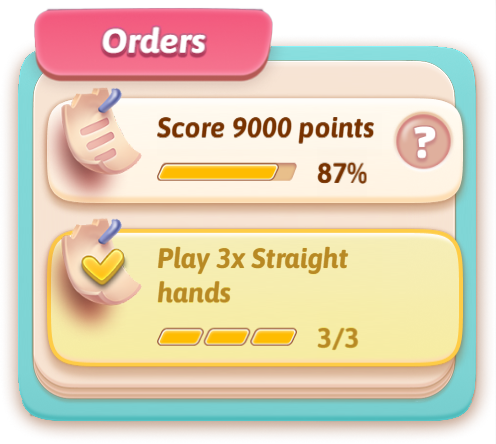 Orders
Score 9000 points
?
87%
Play 3x Straight
hands
3/3